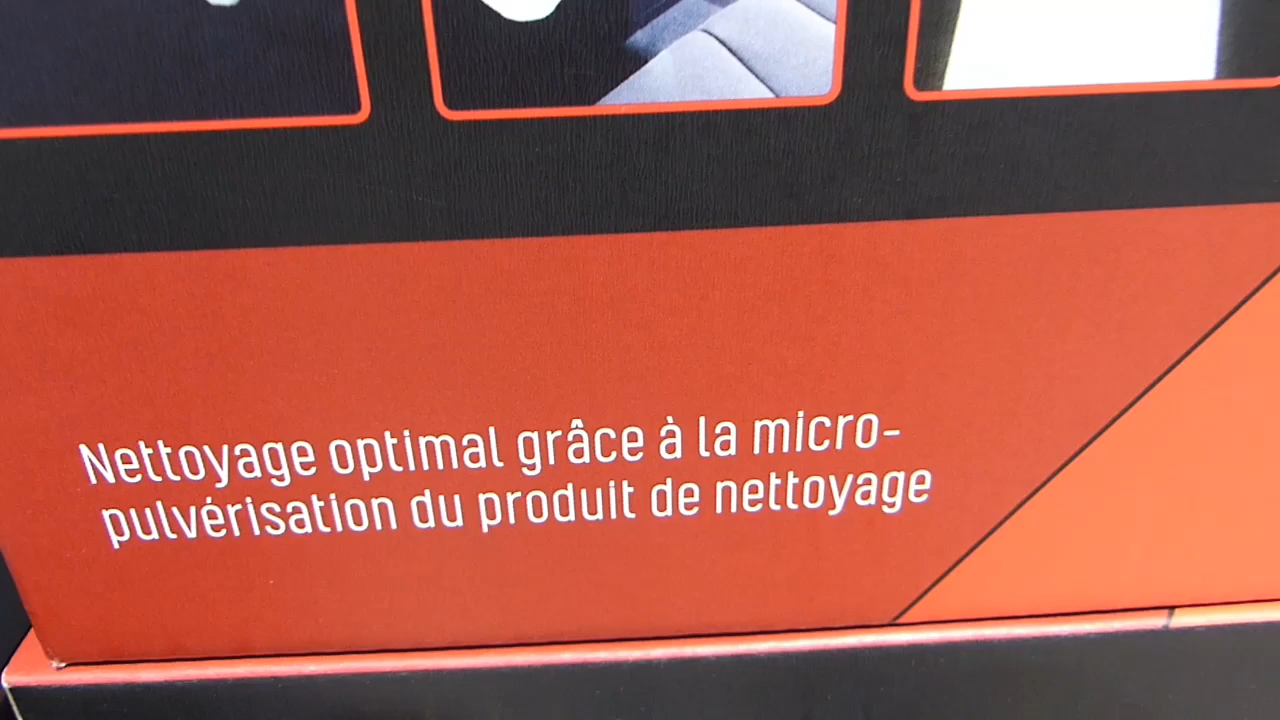 Nettoyage optimal grâce à la micro-
pulvérisation du produit de nettoyage